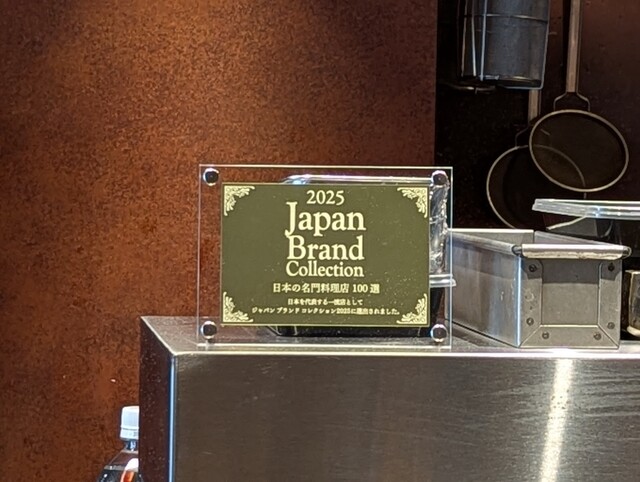 2025
Japan
Brand
Collection
日本の名門料理店 100 選
日本を代表する一流店として
ジャパン ブランド コレクション2025に選出されました。